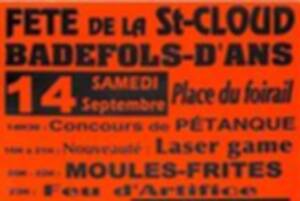 FETE DE LA St-CLOUD
BADEFOLS-D'ANS
14 SAMEDI Septembre Place du foirail
14H30 : Concours de PÉTANQUE
: Nouveauté : Laser game
MOULES-FRITES
Feu d'Artifice